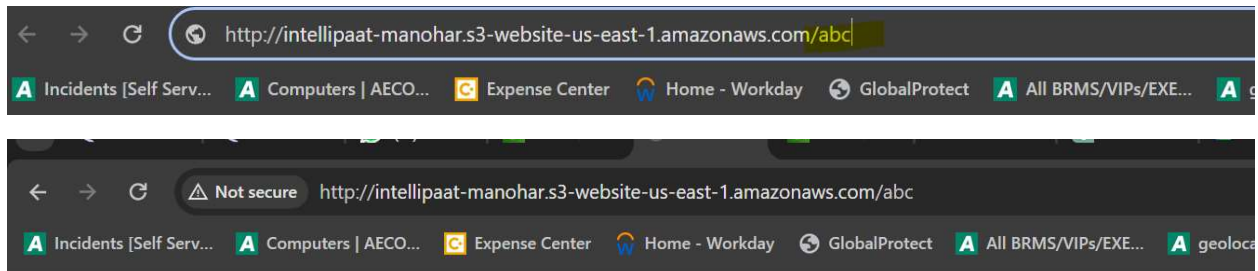 http://intellipaat-manohar.s3-website-us-east-1.amazonaws.com/abc
A Incidents [Self Serv... A Computers | AECO... C Expense Center Home - Workday GlobalProtect A All BRMS/VIPs/EXE... A g
Not secure http://intellipaat-manohar.s3-website-us-east-1.amazonaws.com/abc
A Incidents [Self Serv... A Computers | AECO... C Expense Center Home - Workday GlobalProtect A All BRMS/VIPs/EXE... A geoloca